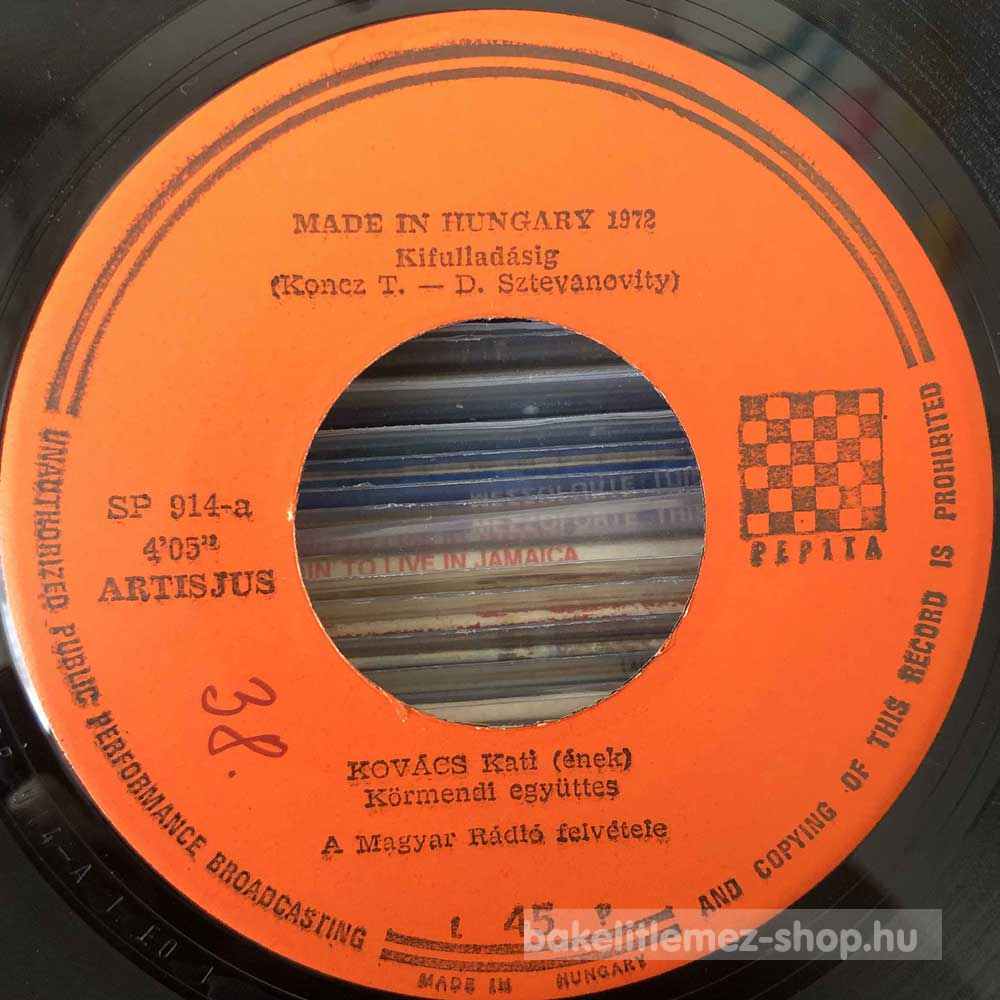 MADE IN HUNGARY 1972
Kifulladásig
(Koncz T. — D. Sztevanovity)
SP 914-a
4'05"
ARTISJUS
PEPITA
IN TO LIVE IN JAMAICA
38.
KOVÁCS Kati (ének)
Körmendi együttes
A Magyar Rádió felvétele
45
UNAUTHORIZED PUBLIC PERFORMANCE BROADCASTING AND COPYING OF THIS RECORD IS PROHIBITED
MADE IN HUNGARY
bakelitlemez-shop.hu